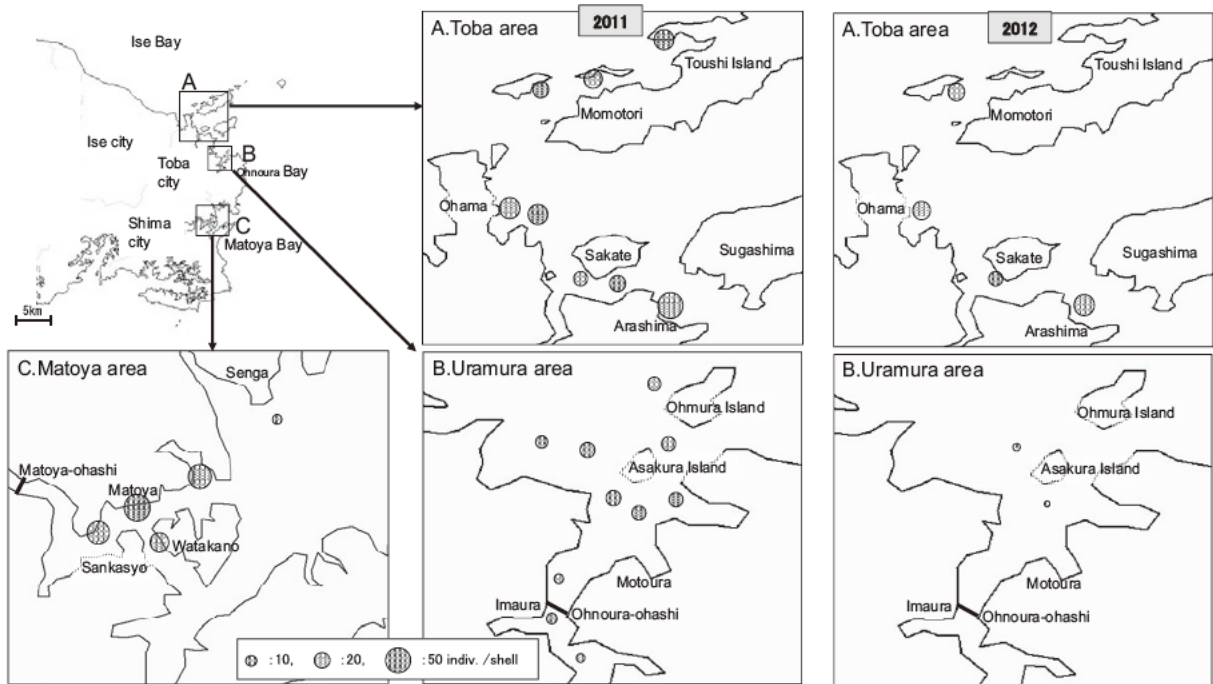 Ise Bay
A
Ise city
B
Toba
city
Ohnoura Bay
Shima
city
C
Matoya Bay
5km
A.Toba area
2011
Toushi Island
Momotori
Ohama
Sakate
Sugashima
Arashima
A.Toba area
2012
Toushi Island
Momotori
Ohama
Sakate
Sugashima
Arashima
C.Matoya area
Senga
Matoya-ohashi
Matoya
Watakano
Sankasyo
B.Uramura area
Ohmura Island
Asakura Island
Motoura
Imaura
Ohnoura-ohashi
B.Uramura area
Ohmura Island
Asakura Island
Motoura
Imaura
Ohnoura-ohashi
:10, :20, :50 indiv./shell